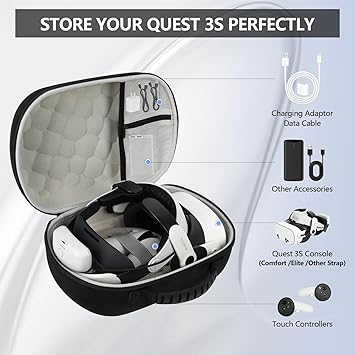 STORE YOUR QUEST 3S PERFECTLY
Charging Adaptor
Data Cable
Other Accessories
Quest 3S Console
(Comfort /Elite /Other Strap)
Touch Controllers